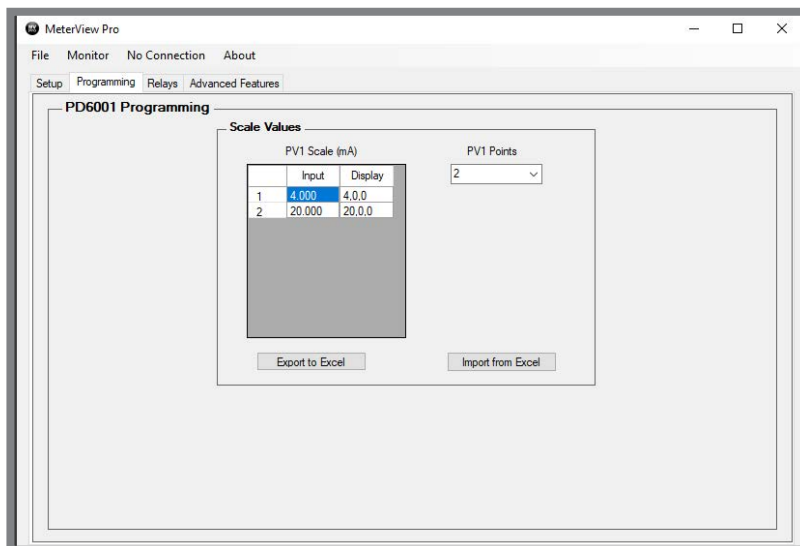 MeterView Pro
File Monitor No Connection About
Setup Programming Relays Advanced Features
PD6001 Programming
Scale Values
PV1 Scale (mA) PV1 Points
Input Display 2
1 4.000 4,0,0
2 20.000 20,0,0
Export to Excel Import from Excel